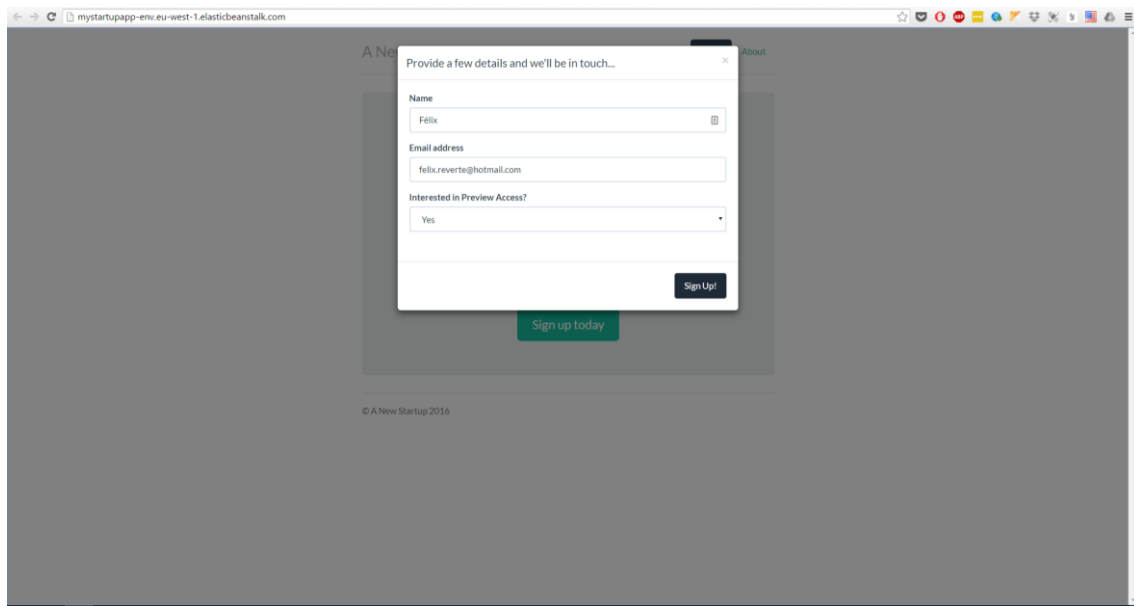 mystartupapp-env.eu-west-1.elasticbeanstalk.com
A Ne
About
Provide a few details and we'll be in touch...
×
Name
Félix
Email address
felix.reverte@hotmail.com
Interested in Preview Access?
Yes
Sign Up!
Sign up today
© A New Startup 2016